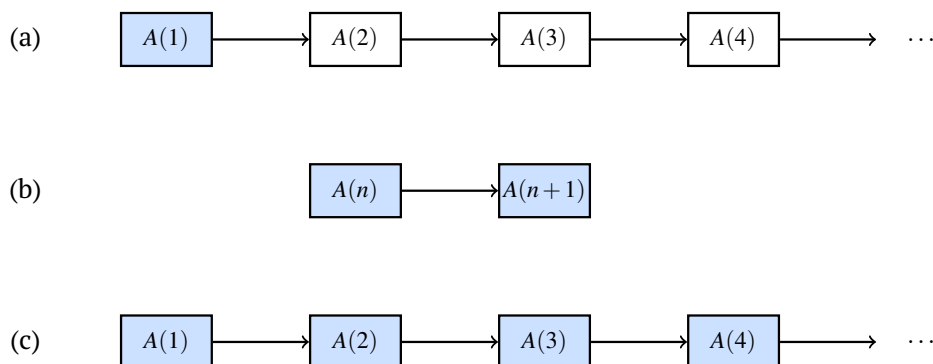 (a) A(1) A(2) A(3) A(4) ···
(b) A(n) A(n+1)
(c) A(1) A(2) A(3) A(4) ···